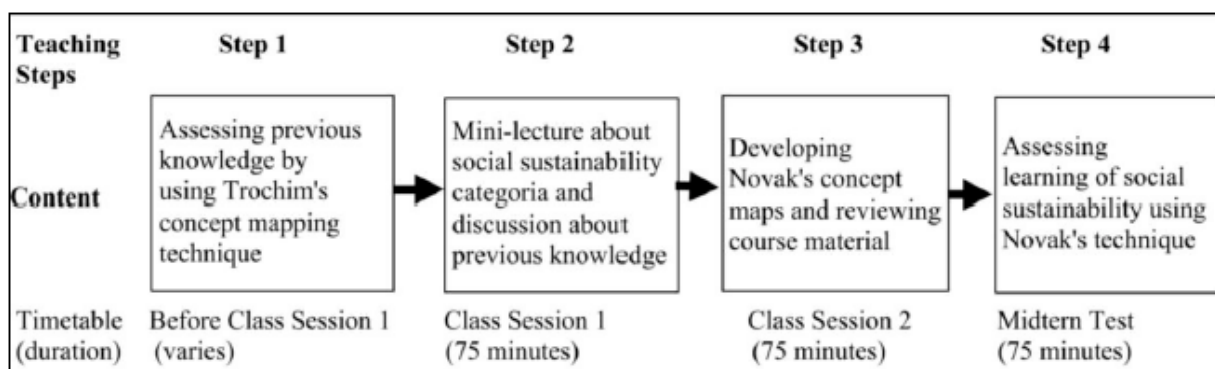 Teaching Steps
Step 1
Step 2
Step 3
Step 4
Content
Assessing previous
knowledge by
using Trochim's
concept mapping
technique
Mini-lecture about
social sustainability
categoria and
discussion about
previous knowledge
Developing
Novak's concept
maps and reviewing
course material
Assessing
learning of social
sustainability using
Novak's technique
Timetable
(duration)
Before Class Session 1
(varies)
Class Session 1
(75 minutes)
Class Session 2
(75 minutes)
Midtern Test
(75 minutes)